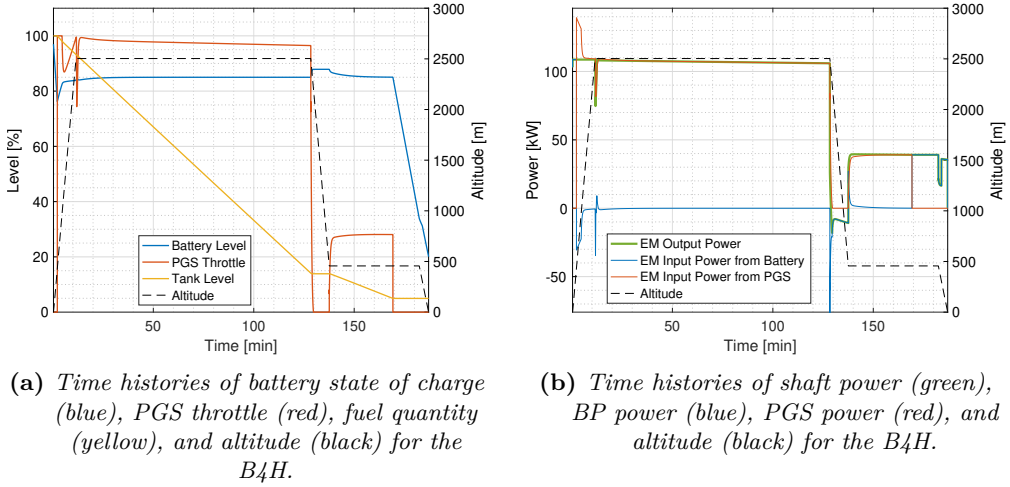 100
80
60
40
20
0
Level [%]
3000
2500
2000
1500
1000
500
0
Altitude [m]
Battery Level
PGS Throttle
Tank Level
Altitude
50
100
150
Time [min]
(a) Time histories of battery state of charge
(blue), PGS throttle (red), fuel quantity
(yellow), and altitude (black) for the
B4H.
100
50
0
-50
Power [kW]
3000
2500
2000
1500
1000
500
0
Altitude [m]
EM Output Power
EM Input Power from Battery
EM Input Power from PGS
Altitude
50
100
150
Time [min]
(b) Time histories of shaft power (green),
BP power (blue), PGS power (red), and
altitude (black) for the B4H.